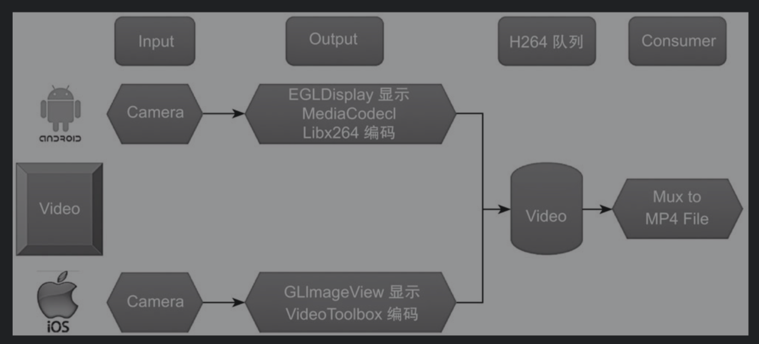 Input
Output
H264 队列
Consumer
ANDROID
Camera
EGLDisplay 显示
MediaCodecl
Libx264 编码
Video
Video
Mux to
MP4 File
iOS
Camera
GLImageView 显示
VideoToolbox 编码